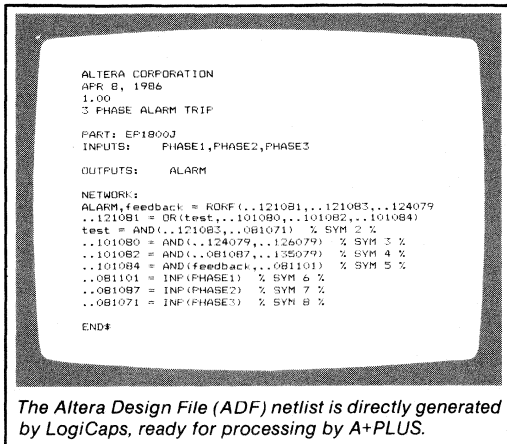 ALTERA CORPORATION
APR 8, 1986
1.00
3 PHASE ALARM TRIP
PART: EP1800J
INPUTS: PHASE1,PHASE2,PHASE3
OUTPUTS: ALARM
NETWORK:
ALARM,feedback = RORF(..121081,..121083,..124079
..121081 = OR(test,..101080,..101082,..101084)
test = AND(..121083,..081071) % SYM 2 %
..101080 = AND(..124079,..126079) % SYM 3 %
..101082 = AND(..081087,..135079) % SYM 4 %
..101084 = AND(feedback,..081101) % SYM 5 %
..081101 = INP(PHASE1) % SYM 6 %
..081087 = INP(PHASE2) % SYM 7 %
..081071 = INP(PHASE3) % SYM 8 %
END$
The Altera Design File (ADF) netlist is directly generated
by LogiCaps, ready for processing by A+PLUS.